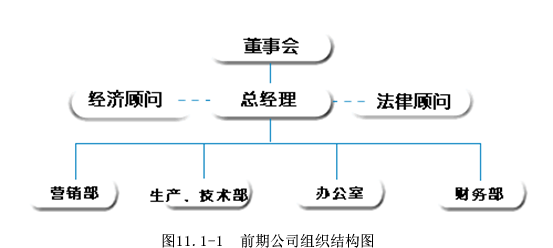 董事会
经济顾问 总经理 法律顾问
营销部 生产、技术部 办公室 财务部
图11.1-1 前期公司组织结构图